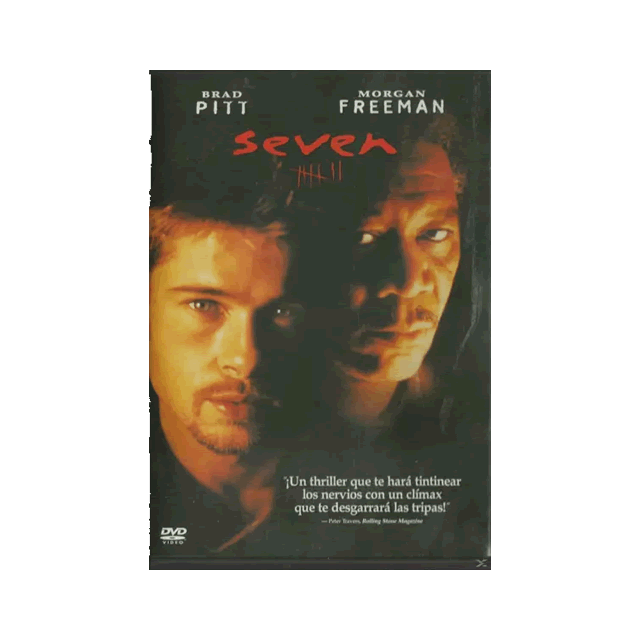 BRAD MORGAN
PITT FREEMAN
seven
"¡Un thriller que te hará tintinear
los nervios con un clímax
que te desgarrará las tripas!"
— Peter Travers, Rolling Stone Magazine
DVD
VIDEO